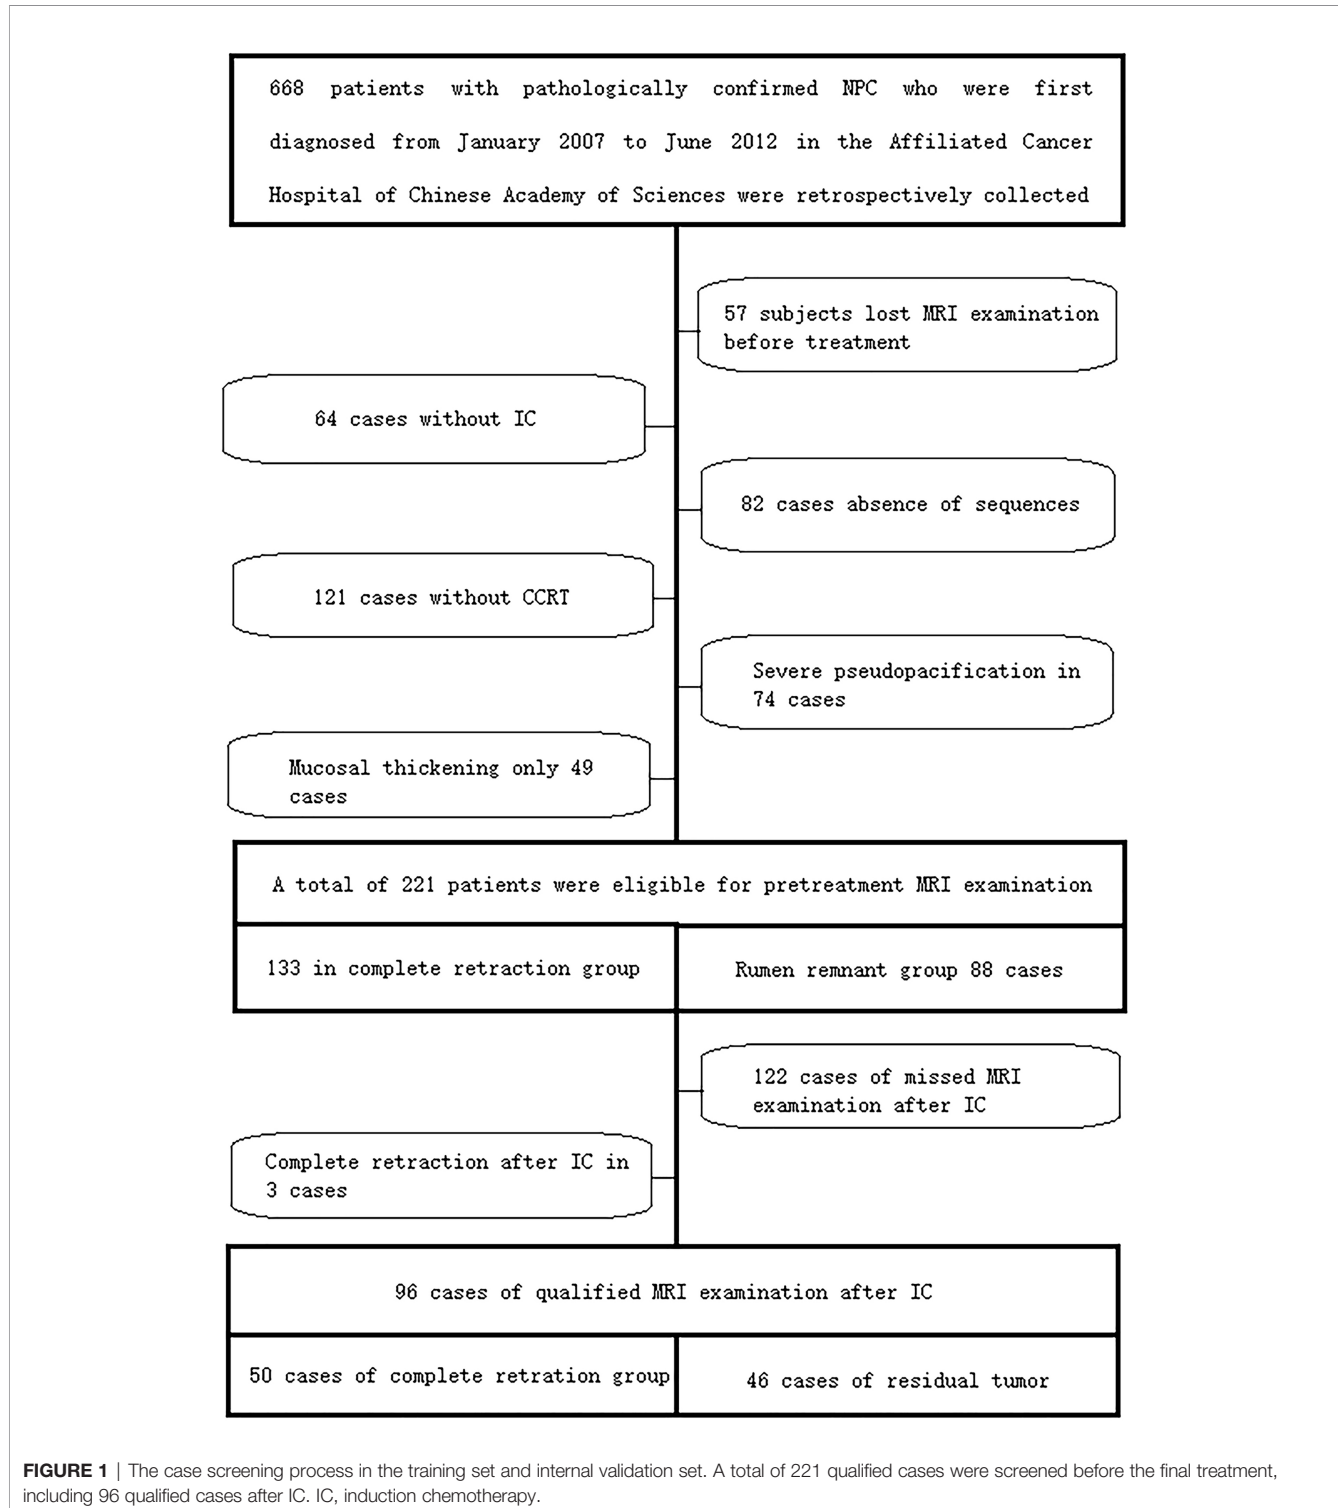 668 patients with pathologically confirmed NPC who were first
diagnosed from January 2007 to June 2012 in the Affiliated Cancer
Hospital of Chinese Academy of Sciences were retrospectively collected
57 subjects lost MRI examination
before treatment
64 cases without IC
82 cases absence of sequences
121 cases without CCRT
Severe pseudopacification in
74 cases
Mucosal thickening only 49
cases
A total of 221 patients were eligible for pretreatment MRI examination
133 in complete retraction group
Rumen remnant group 88 cases
122 cases of missed MRI
examination after IC
Complete retraction after IC in
3 cases
96 cases of qualified MRI examination after IC
50 cases of complete retration group
46 cases of residual tumor
FIGURE 1 | The case screening process in the training set and internal validation set. A total of 221 qualified cases were screened before the final treatment,
including 96 qualified cases after IC. IC, induction chemotherapy.